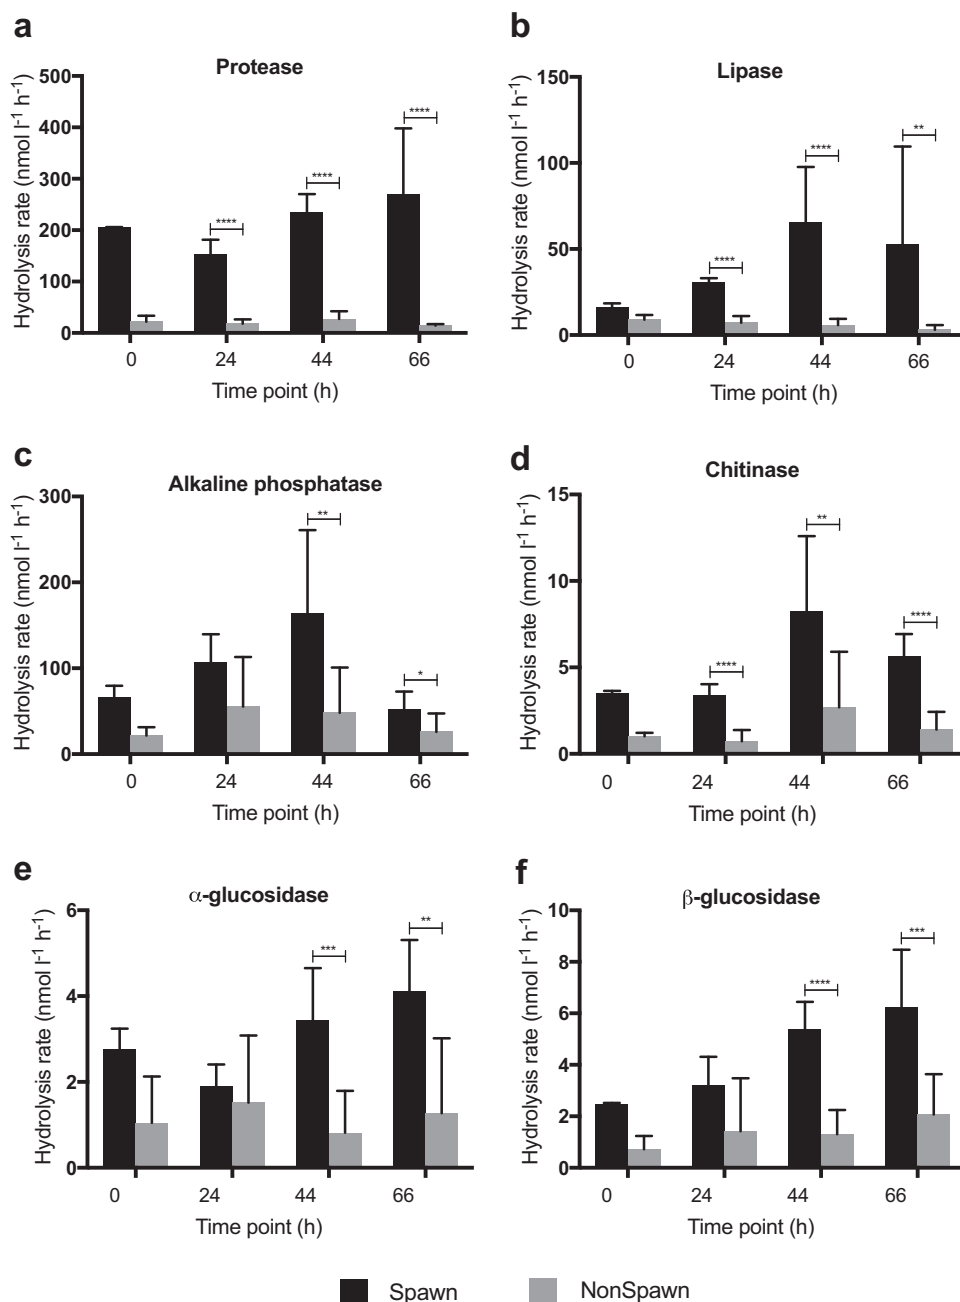 a
Protease
Hydrolysis rate (nmol l⁻¹ h⁻¹)
500
400
300
200
100
0
****
****
****
0 24 44 66
Time point (h)
b
Lipase
Hydrolysis rate (nmol l⁻¹ h⁻¹)
150
100
50
0
****
****
**
0 24 44 66
Time point (h)
c
Alkaline phosphatase
Hydrolysis rate (nmol l⁻¹ h⁻¹)
300
200
100
0
**
*
0 24 44 66
Time point (h)
d
Chitinase
Hydrolysis rate (nmol l⁻¹ h⁻¹)
15
10
5
0
****
**
****
0 24 44 66
Time point (h)
e
α-glucosidase
Hydrolysis rate (nmol l⁻¹ h⁻¹)
6
4
2
0
***
**
0 24 44 66
Time point (h)
f
β-glucosidase
Hydrolysis rate (nmol l⁻¹ h⁻¹)
10
8
6
4
2
0
****
***
0 24 44 66
Time point (h)
Spawn NonSpawn